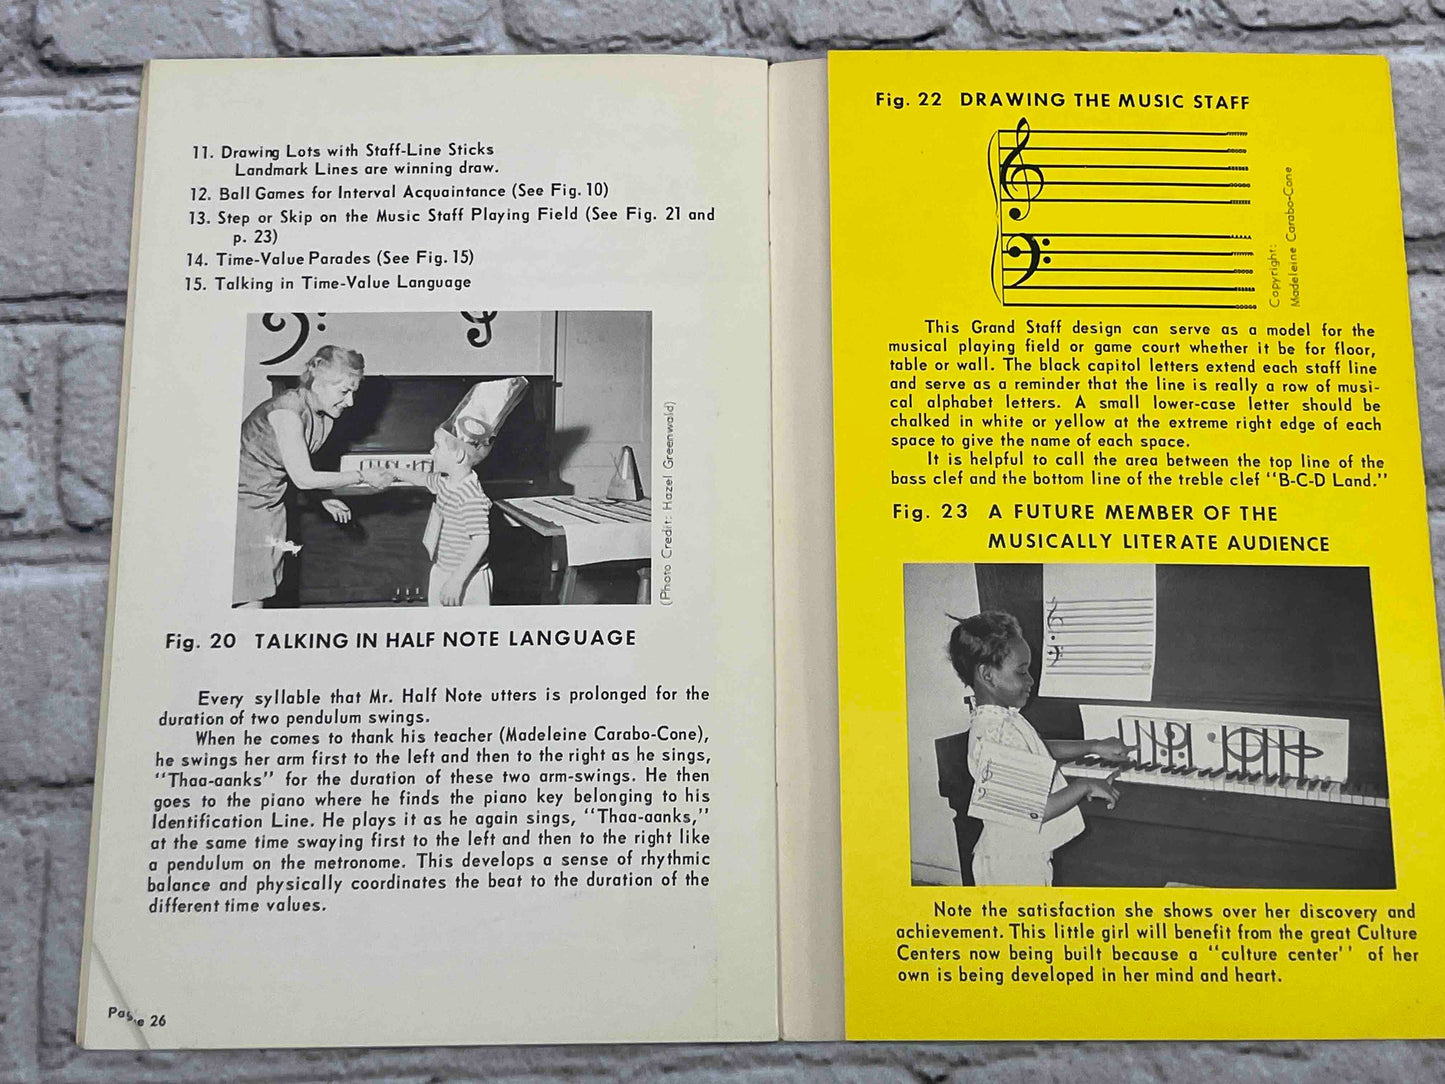 11. Drawing Lots with Staff-Line Sticks
Landmark Lines are winning draw.
12. Ball Games for Interval Acquaintance (See Fig. 10)
13. Step or Skip on the Music Staff Playing Field (See Fig. 21 and
p. 23)
14. Time-Value Parades (See Fig. 15)
15. Talking in Time-Value Language
(Photo Credit: Hazel Greenwald)
Fig. 20 TALKING IN HALF NOTE LANGUAGE
Every syllable that Mr. Half Note utters is prolonged for the
duration of two pendulum swings.
When he comes to thank his teacher (Madeleine Carabo-Cone),
he swings her arm first to the left and then to the right as he sings,
"Thaa-aanks" for the duration of these two arm-swings. He then
goes to the piano where he finds the piano key belonging to his
Identification Line. He plays it as he again sings, "Thaa-aanks,"
at the same time swaying first to the left and then to the right like
a pendulum on the metronome. This develops a sense of rhythmic
balance and physically coordinates the beat to the duration of the
different time values.
Page 26
Fig. 22 DRAWING THE MUSIC STAFF
Copyright:
Madeleine Carabo-Cone
This Grand Staff design can serve as a model for the
musical playing field or game court whether it be for floor,
table or wall. The black capitol letters extend each staff line
and serve as a reminder that the line is really a row of musi-
cal alphabet letters. A small lower-case letter should be
chalked in white or yellow at the extreme right edge of each
space to give the name of each space.
It is helpful to call the area between the top line of the
bass clef and the bottom line of the treble clef "B-C-D Land."
Fig. 23 A FUTURE MEMBER OF THE
MUSICALLY LITERATE AUDIENCE
Note the satisfaction she shows over her discovery and
achievement. This little girl will benefit from the great Culture
Centers now being built because a "culture center" of her
own is being developed in her mind and heart.